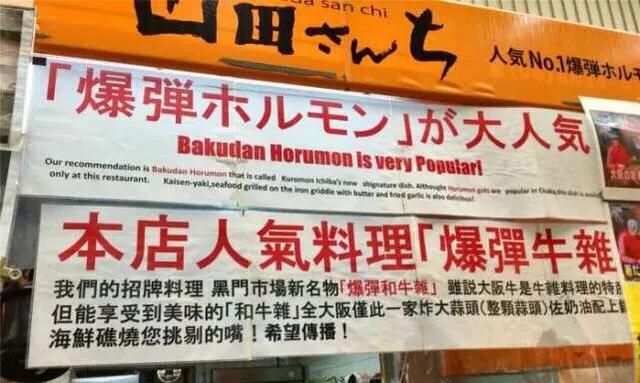 da san chi
田さんち
人気No.1爆弾ホルモ
「爆弾ホルモン」が大人気
Bakudan Horumon is very Popular!
Our recommendation is Bakudan Horumon that is called Kuromon Ichiba's new shignature dish. Althought Horumon guts are popular in Osaka,this dish is
only at this restaurant. Kaisen-yaki,seafood grilled on the iron griddle with butter and fried garlic is also delicious!
本店人氣料理「爆彈牛雜
我們的招牌料理 黑門市場新名物「爆彈和牛雜」 雖説大阪牛是牛雜料理的特
但能享受到美味的「和牛雜」全大阪僅此一家炸大蒜頭(整顆蒜頭)佐奶油配上
海鮮礁燒您挑剔的嘴！希望傳播！